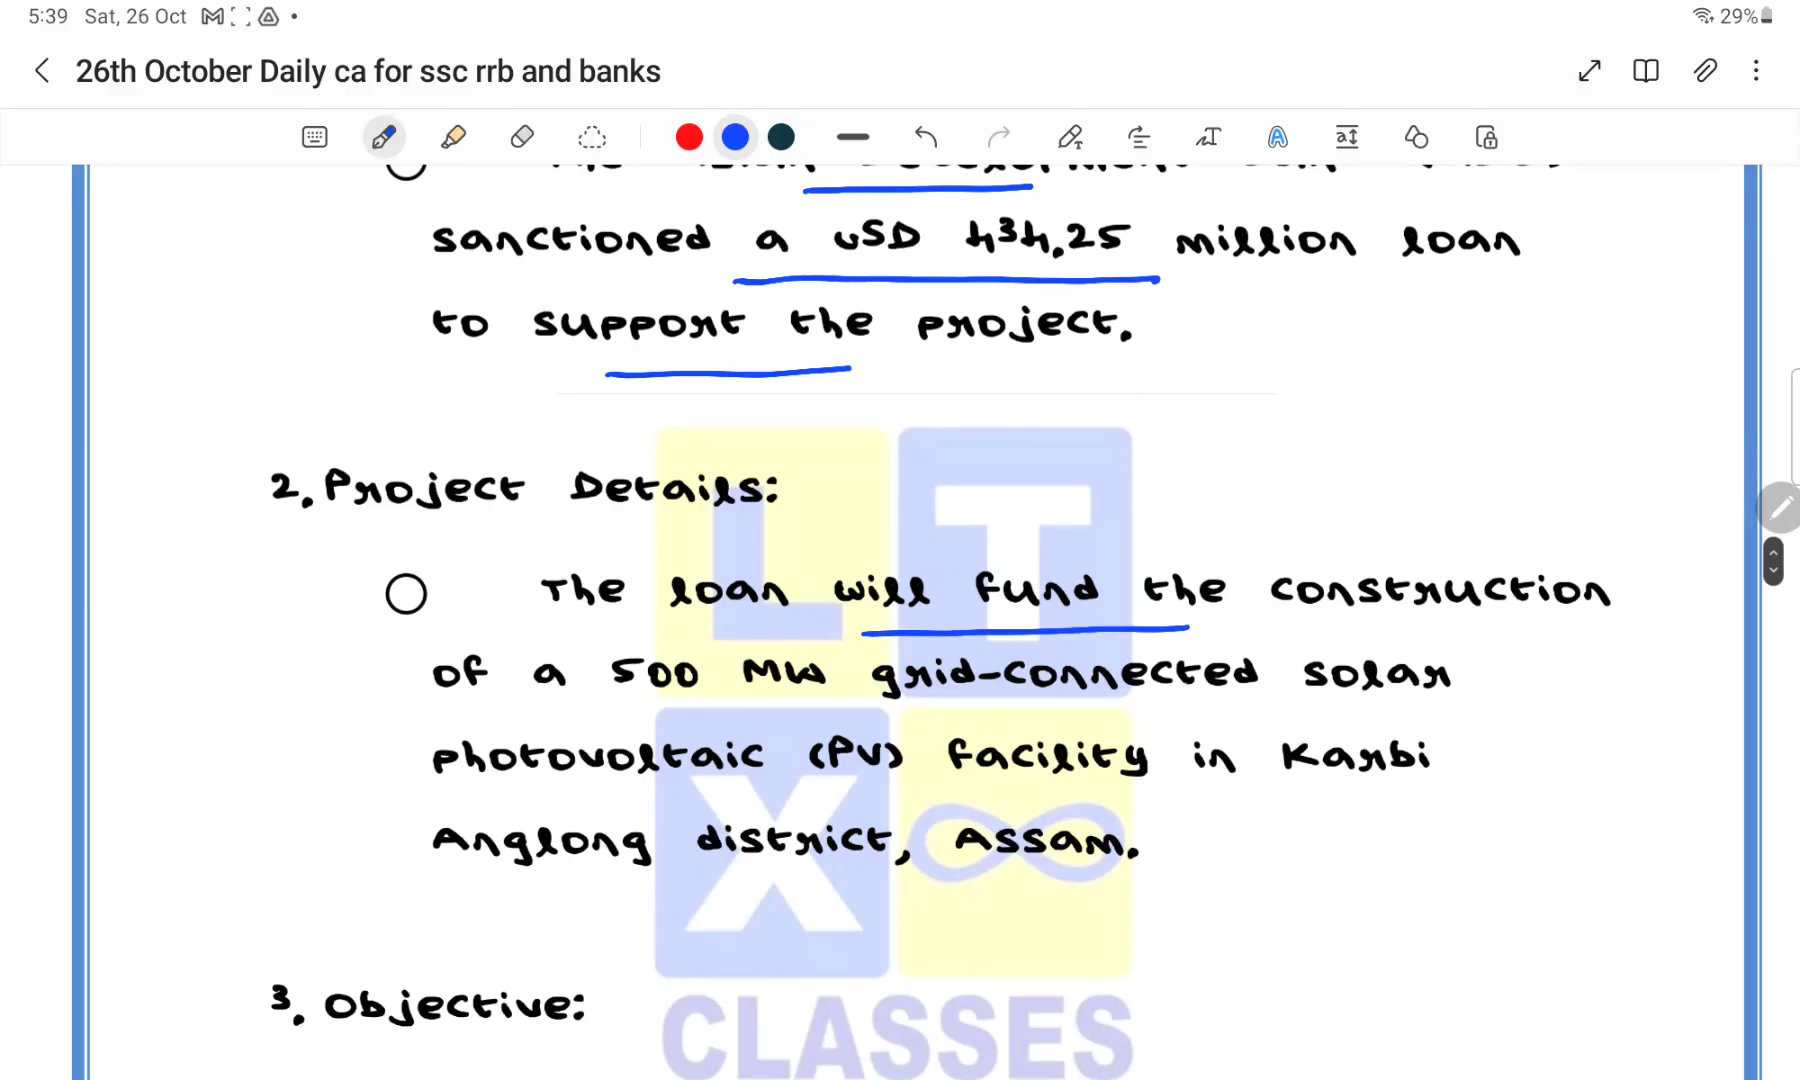 5:39 Sat, 26 Oct
29%
26th October Daily ca for ssc rrb and banks
sanctioned a USD 434.25 million loan
to support the project.
2. Project Details:
The loan will fund the construction
of a 500 MW grid-connected solar
photovoltaic (PV) facility in Karbi
Anglong district, Assam.
3. Objective:
L T
X
CLASSES